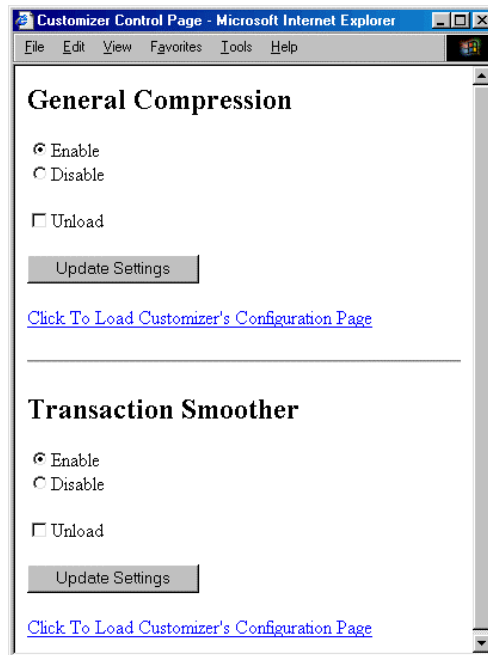 Customizer Control Page - Microsoft Internet Explorer
File Edit View Favorites Tools Help
General Compression
Enable
Disable
Unload
Update Settings
Click To Load Customizer's Configuration Page
Transaction Smoother
Enable
Disable
Unload
Update Settings
Click To Load Customizer's Configuration Page